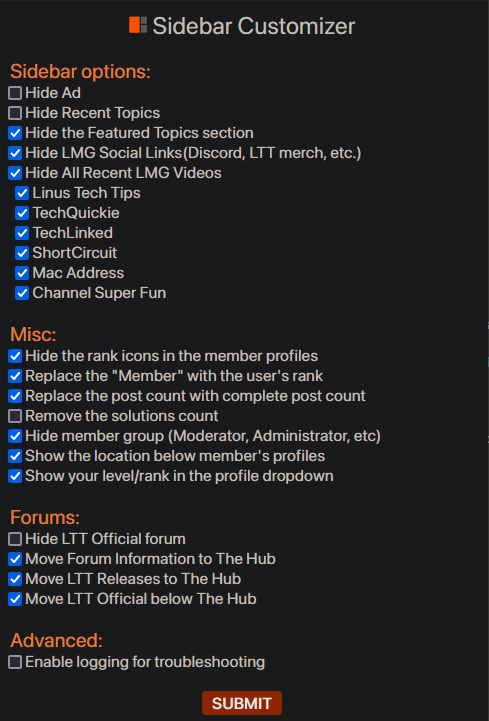 Sidebar Customizer
Sidebar options:
Hide Ad
Hide Recent Topics
Hide the Featured Topics section
Hide LMG Social Links(Discord, LTT merch, etc.)
Hide All Recent LMG Videos
Linus Tech Tips
TechQuickie
TechLinked
ShortCircuit
Mac Address
Channel Super Fun
Misc:
Hide the rank icons in the member profiles
Replace the "Member" with the user's rank
Replace the post count with complete post count
Remove the solutions count
Hide member group (Moderator, Administrator, etc)
Show the location below member's profiles
Show your level/rank in the profile dropdown
Forums:
Hide LTT Official forum
Move Forum Information to The Hub
Move LTT Releases to The Hub
Move LTT Official below The Hub
Advanced:
Enable logging for troubleshooting
SUBMIT